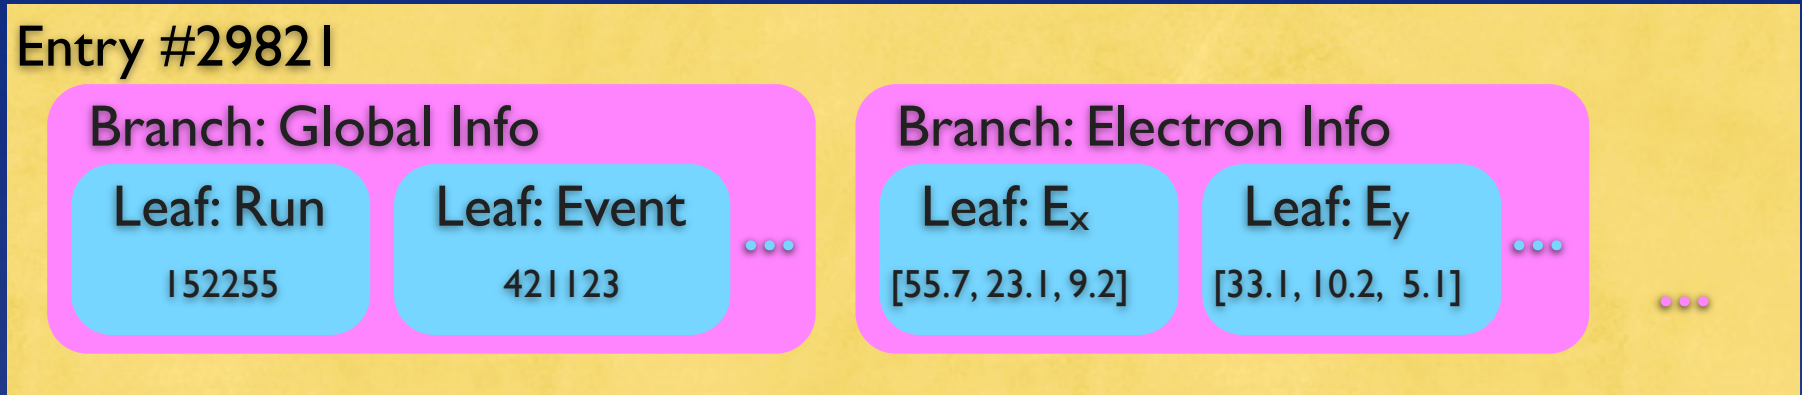 Entry #29821
Branch: Global Info
Leaf: Run
152255
Leaf: Event
421123
...
Branch: Electron Info
Leaf: Ex
[55.7, 23.1, 9.2]
Leaf: Ey
[33.1, 10.2,  5.1]
...
...